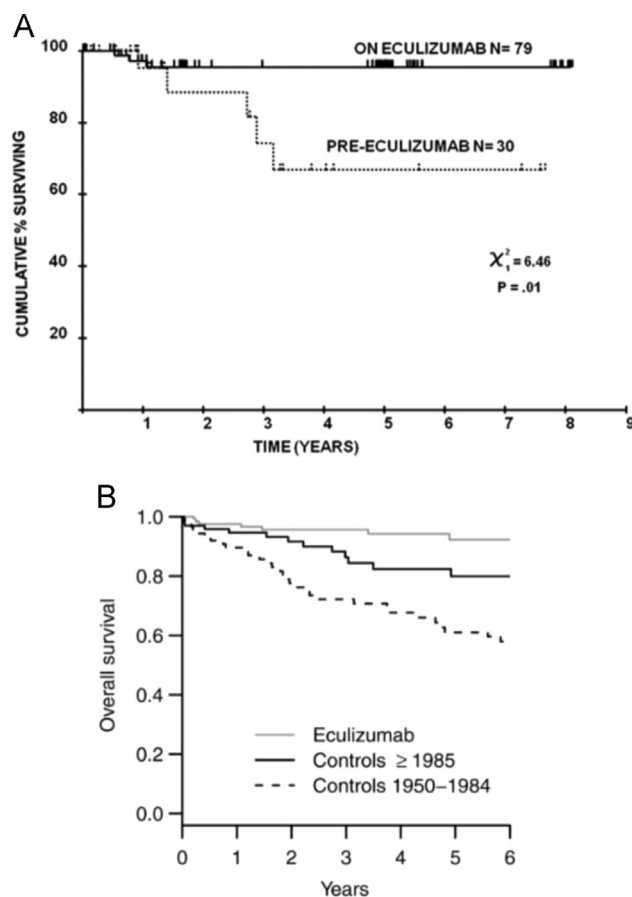 A
100
80
60
40
20
CUMULATIVE % SURVIVING
ON ECULIZUMAB N= 79
PRE-ECULIZUMAB N= 30
χ²₁ = 6.46
P = .01
1 2 3 4 5 6 7 8 9
TIME (YEARS)
B
1.0
0.8
0.6
0.4
0.2
0.0
Overall survival
Eculizumab
Controls ≥ 1985
Controls 1950–1984
0 1 2 3 4 5 6
Years